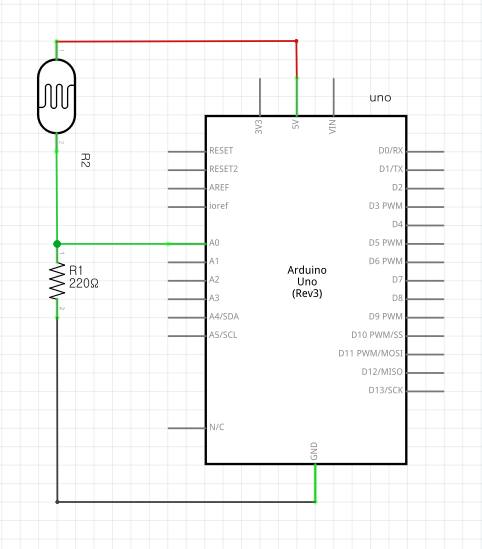 uno
3V3
5V
VIN
1
2
R2
RESET
RESET2
AREF
ioref
A0
A1
A2
A3
A4/SDA
A5/SCL
N/C
D0/RX
D1/TX
D2
D3 PWM
D4
D5 PWM
D6 PWM
D7
D8
D9 PWM
D10 PWM/SS
D11 PWM/MOSI
D12/MISO
D13/SCK
Arduino
Uno
(Rev3)
1
R1
220Ω
2
GND